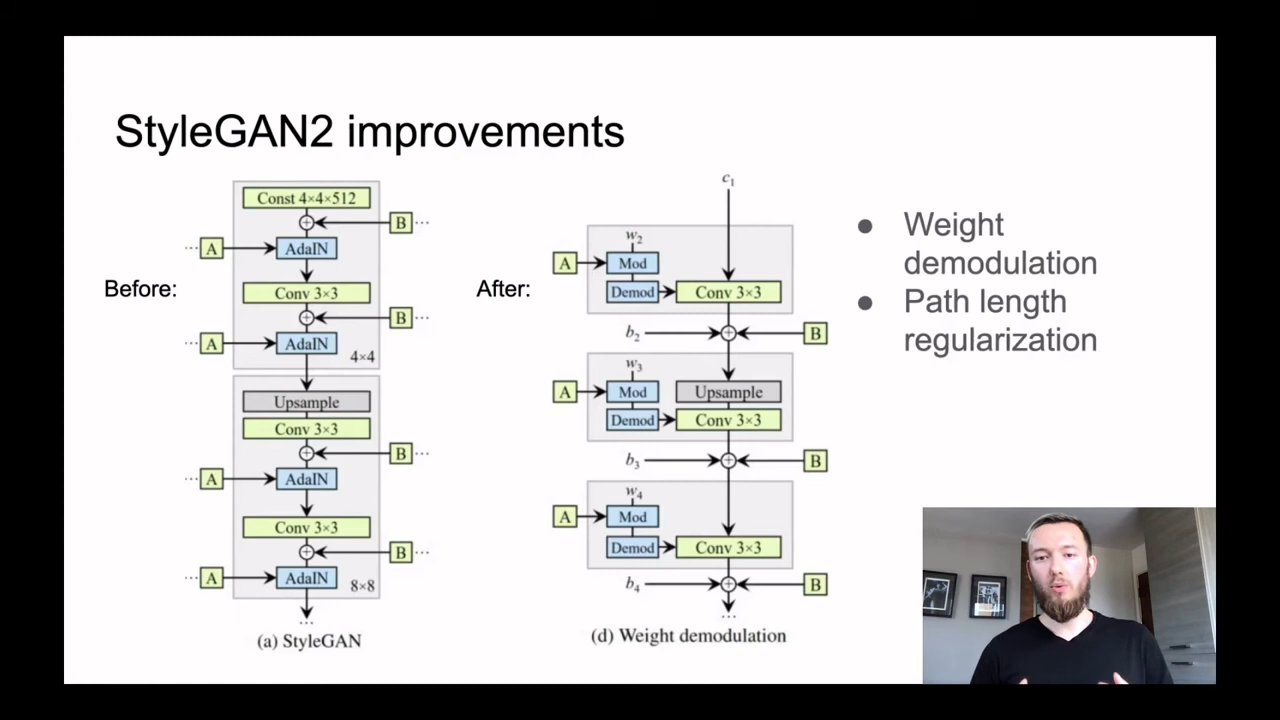 StyleGAN2 improvements
Before:
Const 4×4×512
B ...
... A
AdaIN
Conv 3×3
B ...
... A
AdaIN
4×4
Upsample
Conv 3×3
B ...
... A
AdaIN
Conv 3×3
B ...
... A
AdaIN
8×8
...
(a) StyleGAN
After:
c1
w2
A
Mod
Demod
Conv 3×3
b2
B
w3
A
Mod
Upsample
Demod
Conv 3×3
b3
B
w4
A
Mod
Demod
Conv 3×3
b4
B
...
(d) Weight demodulation
● Weight
demodulation
● Path length
regularization